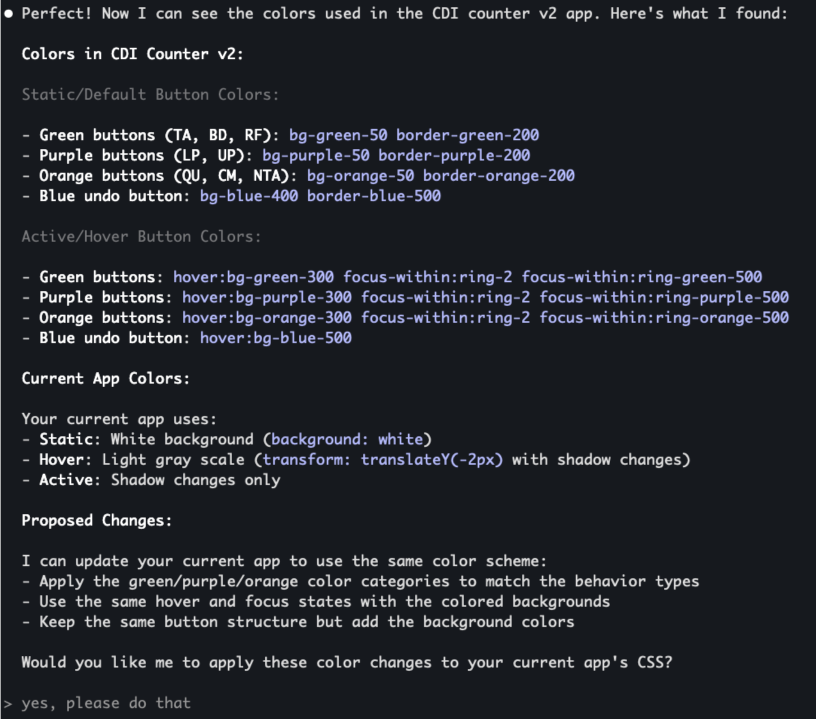 ● Perfect! Now I can see the colors used in the CDI counter v2 app. Here's what I found:
Colors in CDI Counter v2:
Static/Default Button Colors:
- Green buttons (TA, BD, RF): bg-green-50 border-green-200
- Purple buttons (LP, UP): bg-purple-50 border-purple-200
- Orange buttons (QU, CM, NTA): bg-orange-50 border-orange-200
- Blue undo button: bg-blue-400 border-blue-500
Active/Hover Button Colors:
- Green buttons: hover:bg-green-300 focus-within:ring-2 focus-within:ring-green-500
- Purple buttons: hover:bg-purple-300 focus-within:ring-2 focus-within:ring-purple-500
- Orange buttons: hover:bg-orange-300 focus-within:ring-2 focus-within:ring-orange-500
- Blue undo button: hover:bg-blue-500
Current App Colors:
Your current app uses:
- Static: White background (background: white)
- Hover: Light gray scale (transform: translateY(-2px) with shadow changes)
- Active: Shadow changes only
Proposed Changes:
I can update your current app to use the same color scheme:
- Apply the green/purple/orange color categories to match the behavior types
- Use the same hover and focus states with the colored backgrounds
- Keep the same button structure but add the background colors
Would you like me to apply these color changes to your current app's CSS?
> yes, please do that